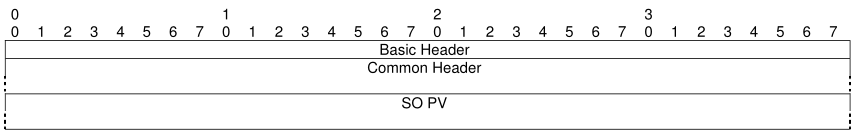 0 1 2 3
0 1 2 3 4 5 6 7 0 1 2 3 4 5 6 7 0 1 2 3 4 5 6 7 0 1 2 3 4 5 6 7
Basic Header
Common Header
SO PV